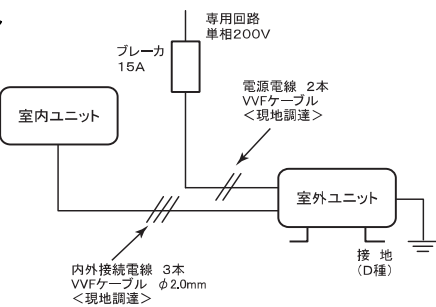 専用回路
単相200V
ブレーカ
15A
電源電線 2本
VVFケーブル
<現地調達>
室内ユニット
室外ユニット
接 地
(D種)
内外接続電線 3本
VVFケーブル φ2.0mm
<現地調達>